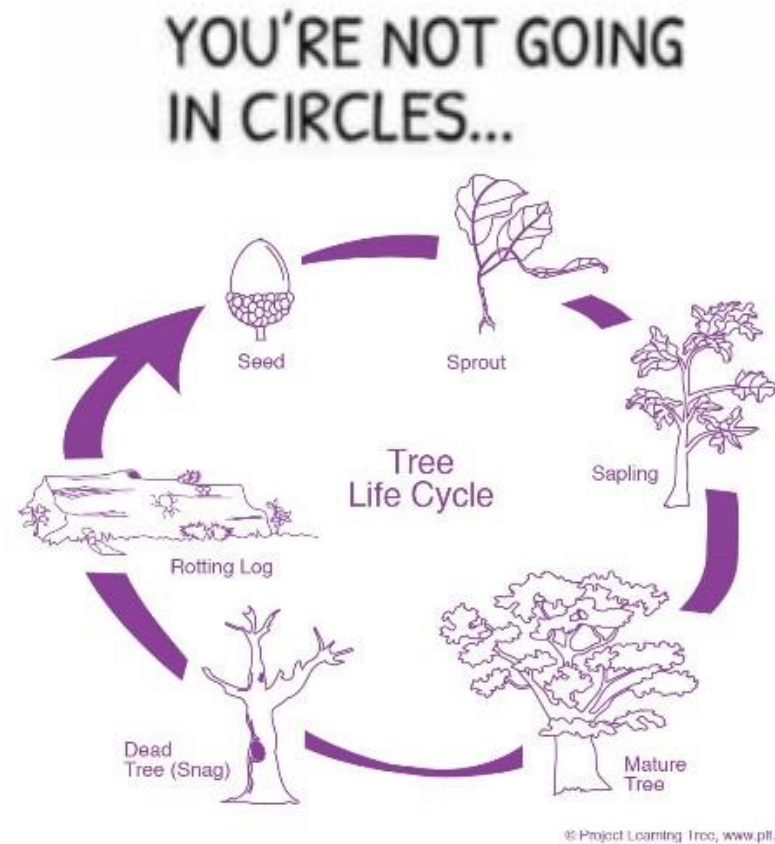 YOU'RE NOT GOING
IN CIRCLES...
Seed
Sprout
Sapling
Tree
Life Cycle
Rotting Log
Dead
Tree (Snag)
Mature
Tree
© Project Learning Tree, www.plt.